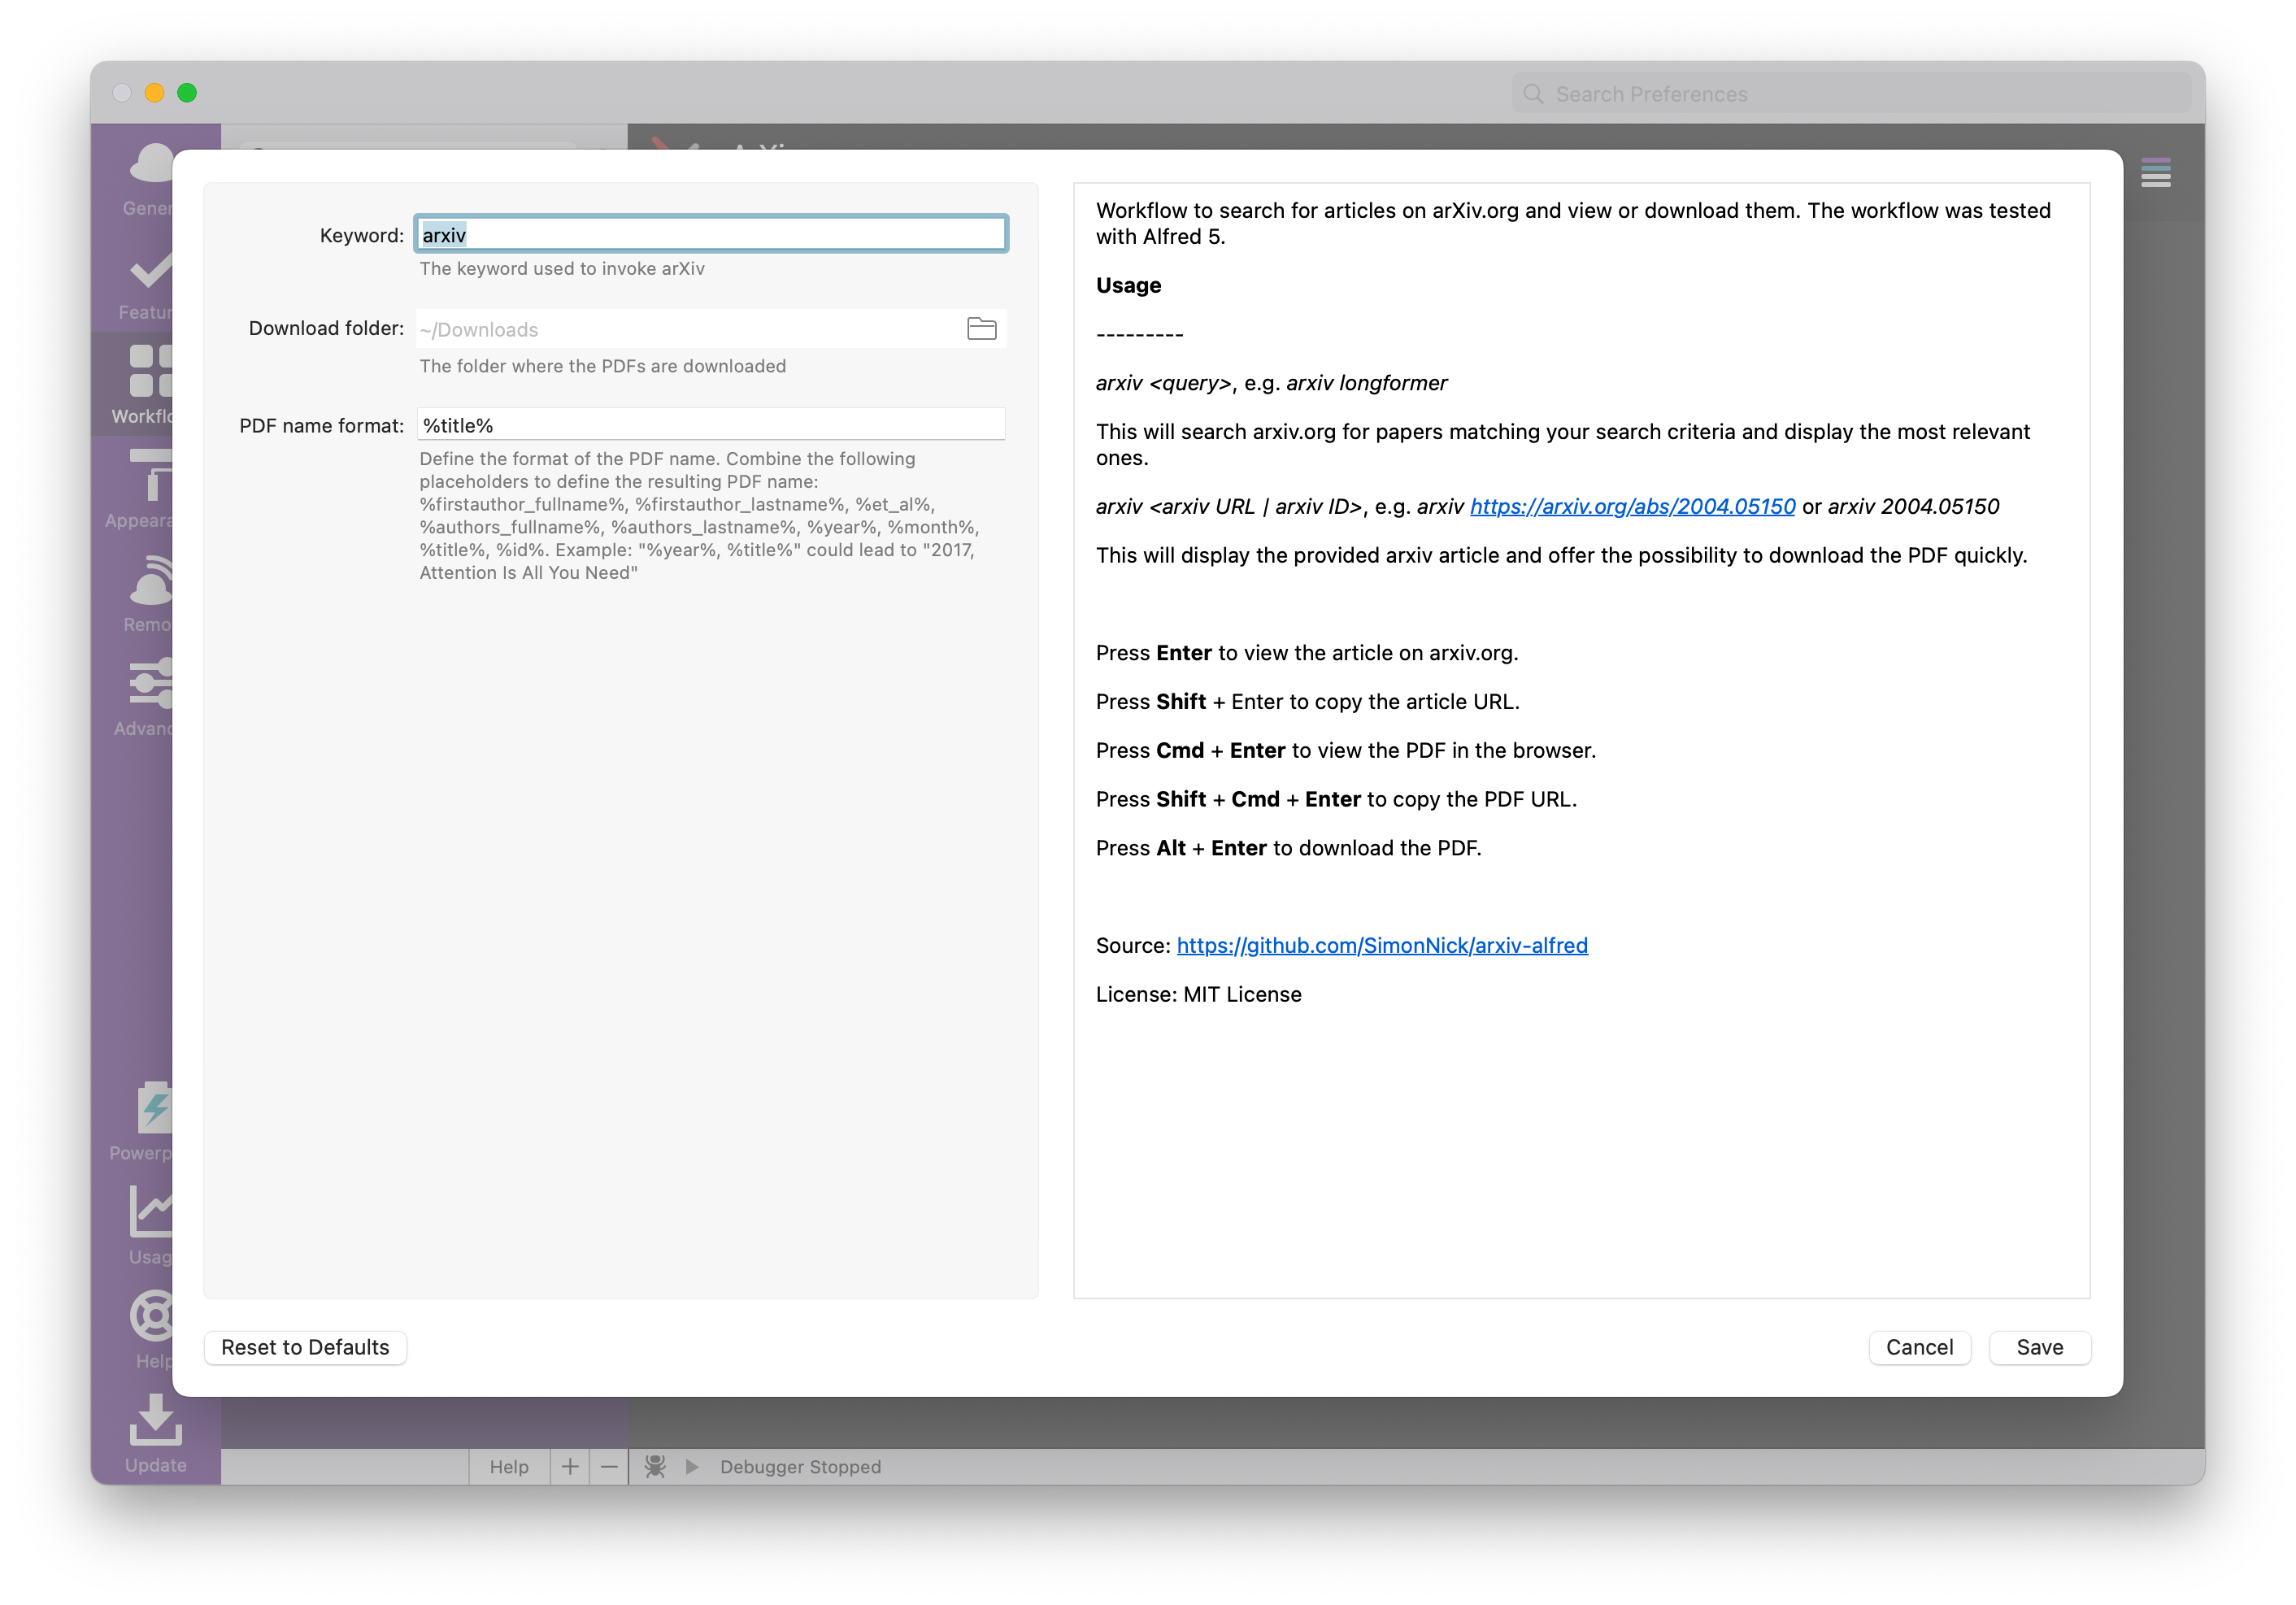 Search Preferences
General
Features
Workflows
Appearance
Remote
Advanced
Powerpack
Usage
Help
Update
Keyword: arxiv
The keyword used to invoke arXiv
Download folder: ~/Downloads
The folder where the PDFs are downloaded
PDF name format: %title%
Define the format of the PDF name. Combine the following
placeholders to define the resulting PDF name:
%firstauthor_fullname%, %firstauthor_lastname%, %et_al%,
%authors_fullname%, %authors_lastname%, %year%, %month%,
%title%, %id%. Example: "%year%, %title%" could lead to "2017,
Attention Is All You Need"
Workflow to search for articles on arXiv.org and view or download them. The workflow was tested
with Alfred 5.
Usage
---------
arxiv <query>, e.g. arxiv longformer
This will search arxiv.org for papers matching your search criteria and display the most relevant
ones.
arxiv <arxiv URL | arxiv ID>, e.g. arxiv https://arxiv.org/abs/2004.05150 or arxiv 2004.05150
This will display the provided arxiv article and offer the possibility to download the PDF quickly.
Press Enter to view the article on arxiv.org.
Press Shift + Enter to copy the article URL.
Press Cmd + Enter to view the PDF in the browser.
Press Shift + Cmd + Enter to copy the PDF URL.
Press Alt + Enter to download the PDF.
Source: https://github.com/SimonNick/arxiv-alfred
License: MIT License
Reset to Defaults
Cancel
Save
Help
Debugger Stopped